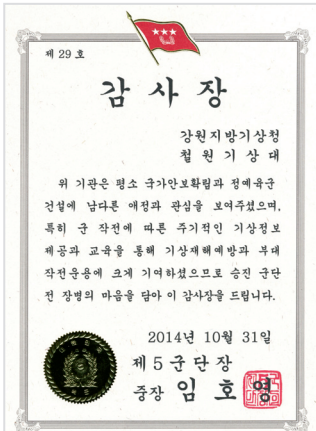 제 29 호
감 사 장
강원지방기상청
철 원 기 상 대
위 기관은 평소 국가안보확립과 정예육군
건설에 남다른 애정과 관심을 보여주셨으며,
특히 군 작전에 따른 주기적인 기상정보
제공과 교육을 통해 기상재해예방과 부대
작전운용에 크게 기여하셨으므로 승진 군단
전 장병의 마음을 담아 이 감사장을 드립니다.
2014년 10월 31일
제 5 군 단 장
중장 임 호 영